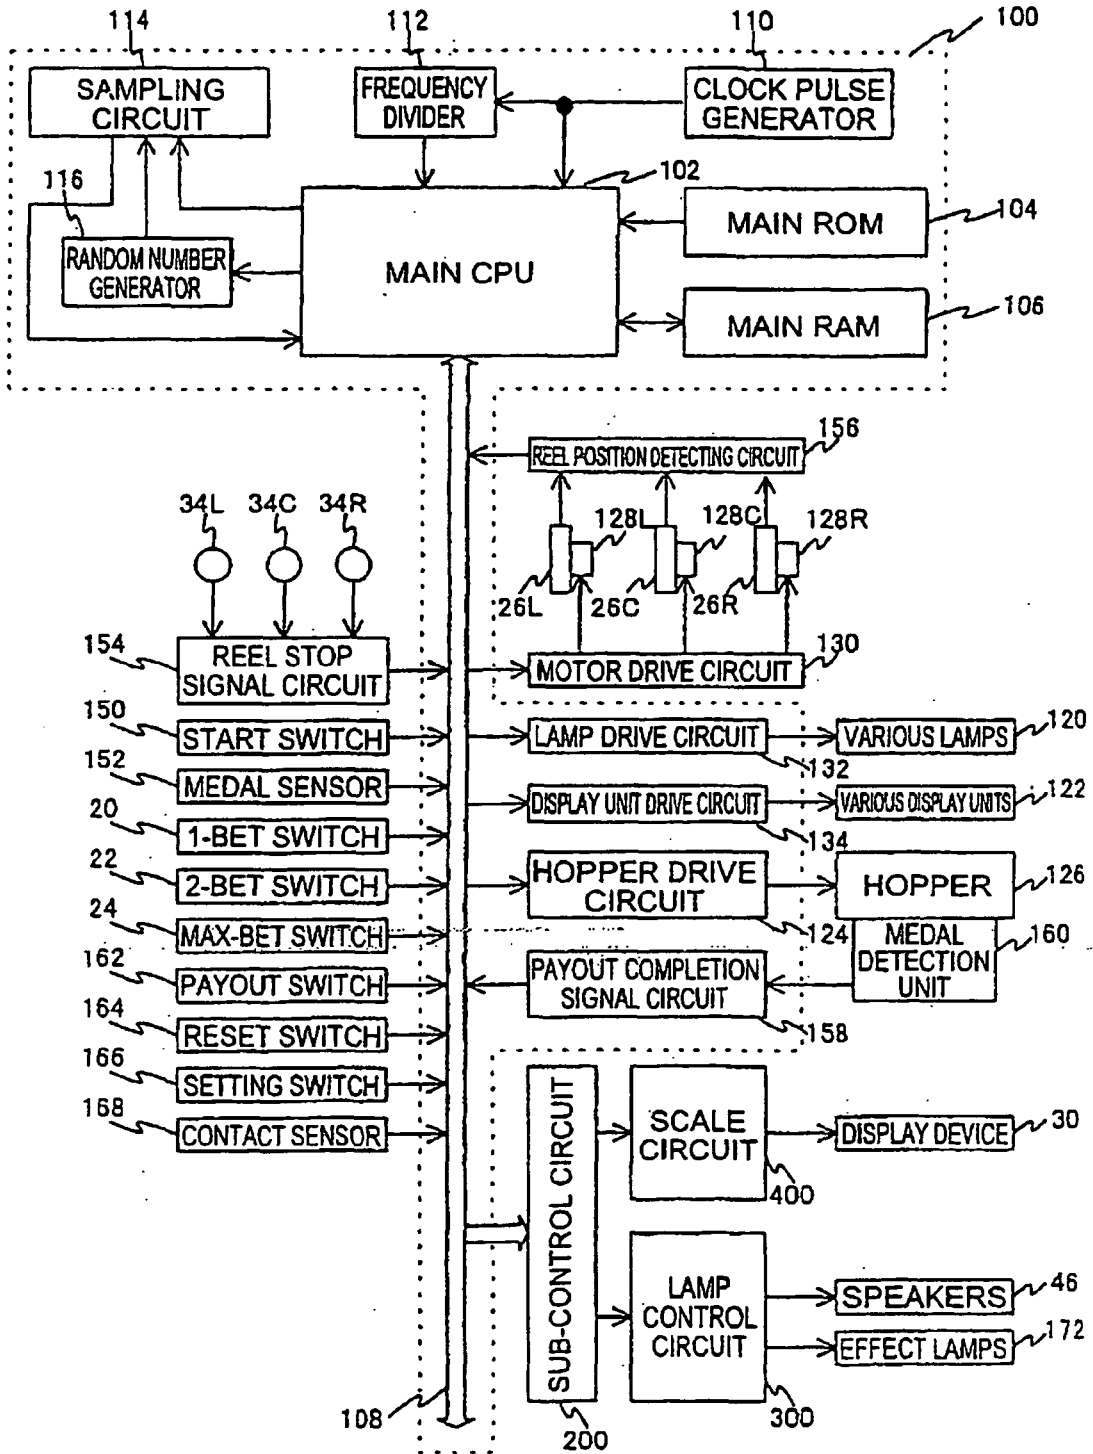 114
112
110
100
SAMPLING
CIRCUIT
FREQUENCY
DIVIDER
CLOCK PULSE
GENERATOR
116
102
RANDOM NUMBER
GENERATOR
MAIN CPU
MAIN ROM
104
MAIN RAM
106
156
REEL POSITION DETECTING CIRCUIT
34L 34C 34R
128L 128C 128R
26L 26C 26R
154
REEL STOP
SIGNAL CIRCUIT
MOTOR DRIVE CIRCUIT
130
150
START SWITCH
LAMP DRIVE CIRCUIT
132
VARIOUS LAMPS
120
152
MEDAL SENSOR
DISPLAY UNIT DRIVE CIRCUIT
134
VARIOUS DISPLAY UNITS
122
20
1-BET SWITCH
22
2-BET SWITCH
HOPPER DRIVE
CIRCUIT
124
HOPPER
126
24
MAX-BET SWITCH
MEDAL
DETECTION
UNIT
160
162
PAYOUT SWITCH
PAYOUT COMPLETION
SIGNAL CIRCUIT
158
164
RESET SWITCH
166
SETTING SWITCH
168
CONTACT SENSOR
SUB-CONTROL CIRCUIT
200
SCALE
CIRCUIT
400
DISPLAY DEVICE
30
LAMP
CONTROL
CIRCUIT
300
SPEAKERS
46
EFFECT LAMPS
172
108